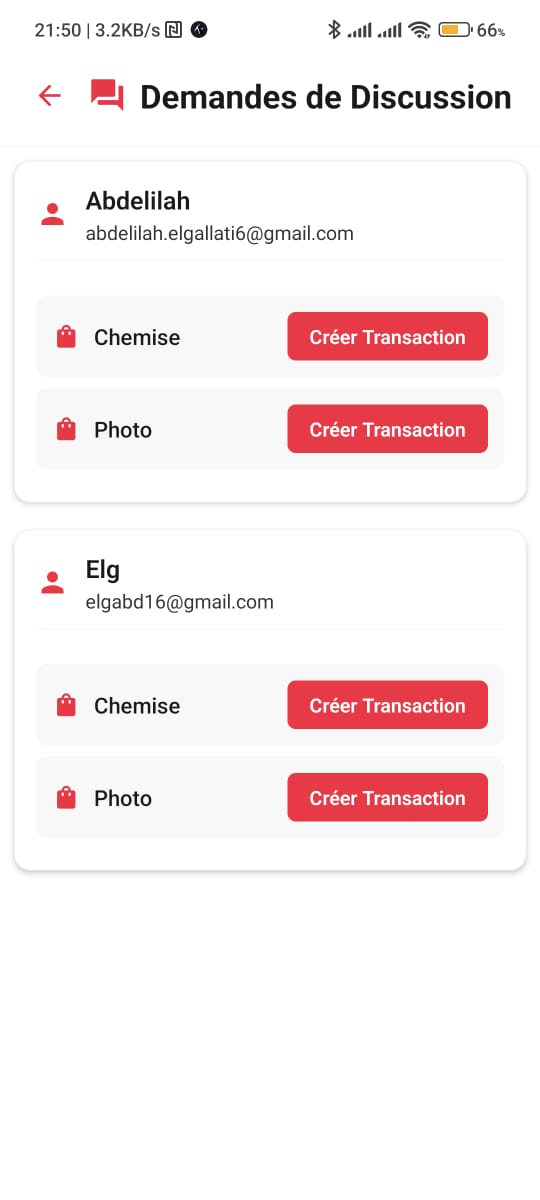 21:50 | 3.2KB/s 66%
Demandes de Discussion
Abdelilah
abdelilah.elgallati6@gmail.com
Chemise Créer Transaction
Photo Créer Transaction
Elg
elgabd16@gmail.com
Chemise Créer Transaction
Photo Créer Transaction